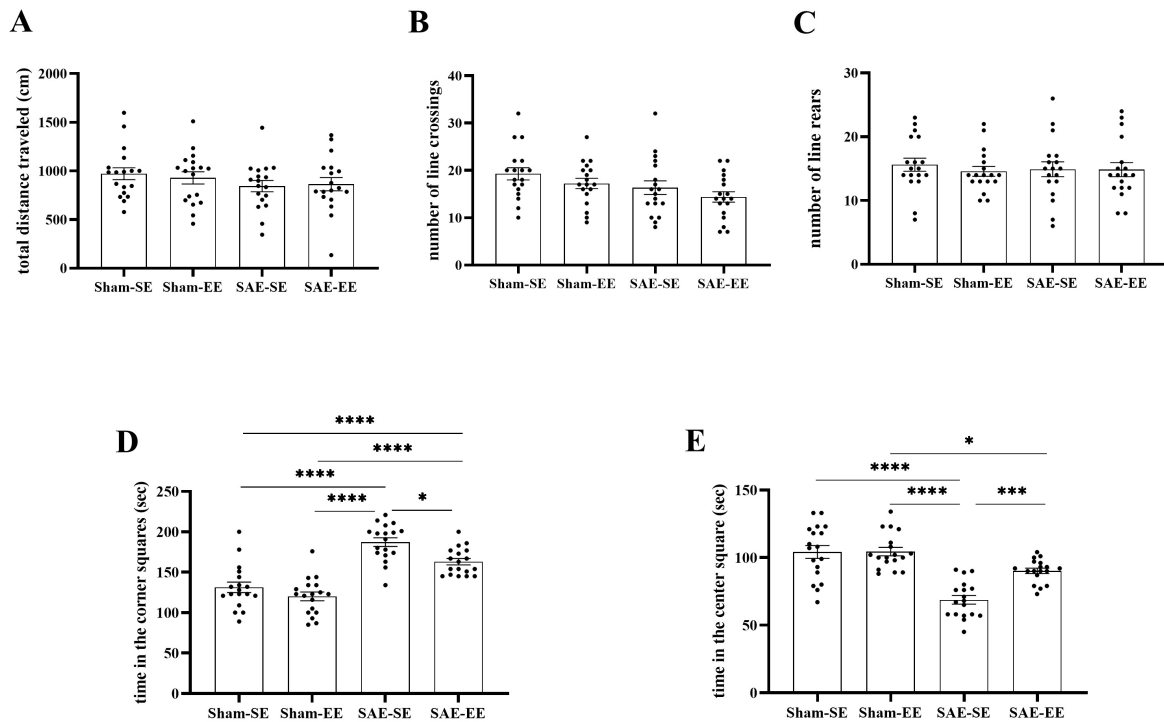 A
B
C
total distance traveled (cm)
2000
1500
1000
500
0
Sham-SE Sham-EE SAE-SE SAE-EE
number of line crossings
40
30
20
10
0
Sham-SE Sham-EE SAE-SE SAE-EE
number of line rears
30
20
10
0
Sham-SE Sham-EE SAE-SE SAE-EE
D
****
****
****
**** *
time in the corner squares (sec)
250
200
150
100
50
0
Sham-SE Sham-EE SAE-SE SAE-EE
E
*
****
**** ***
time in the center square (sec)
150
100
50
0
Sham-SE Sham-EE SAE-SE SAE-EE